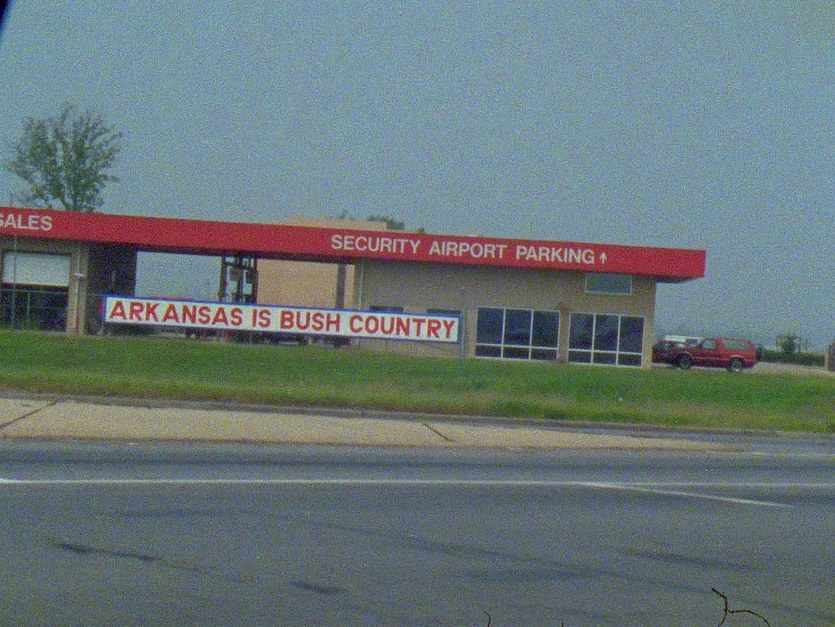 SALES
SECURITY AIRPORT PARKING ↑
ARKANSAS IS BUSH COUNTRY